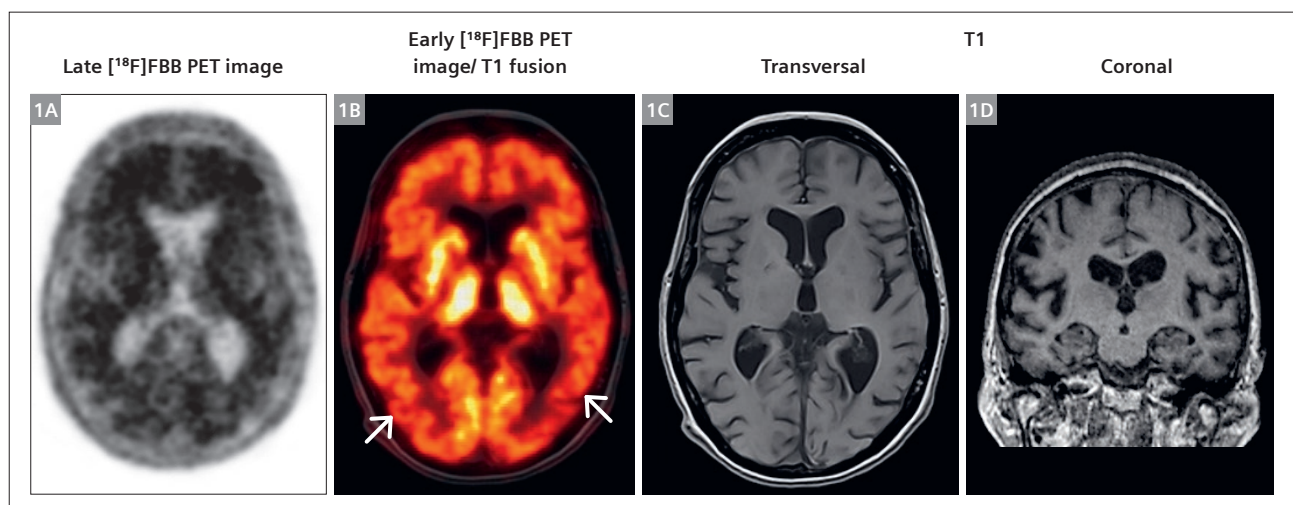 Late [¹⁸F]FBB PET image
Early [¹⁸F]FBB PET
image/ T1 fusion
T1
Transversal
Coronal
1A
1B
1C
1D